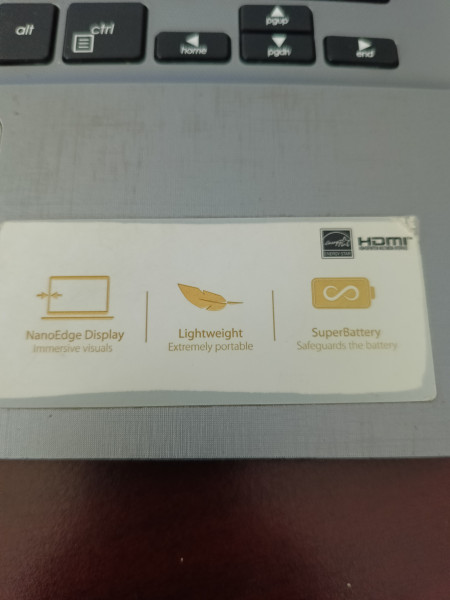 alt
ctrl
home
pgup
pgdn
end
HDMI
NanoEdge Display
Immersive visuals
Lightweight
Extremely portable
SuperBattery
Safeguards the battery